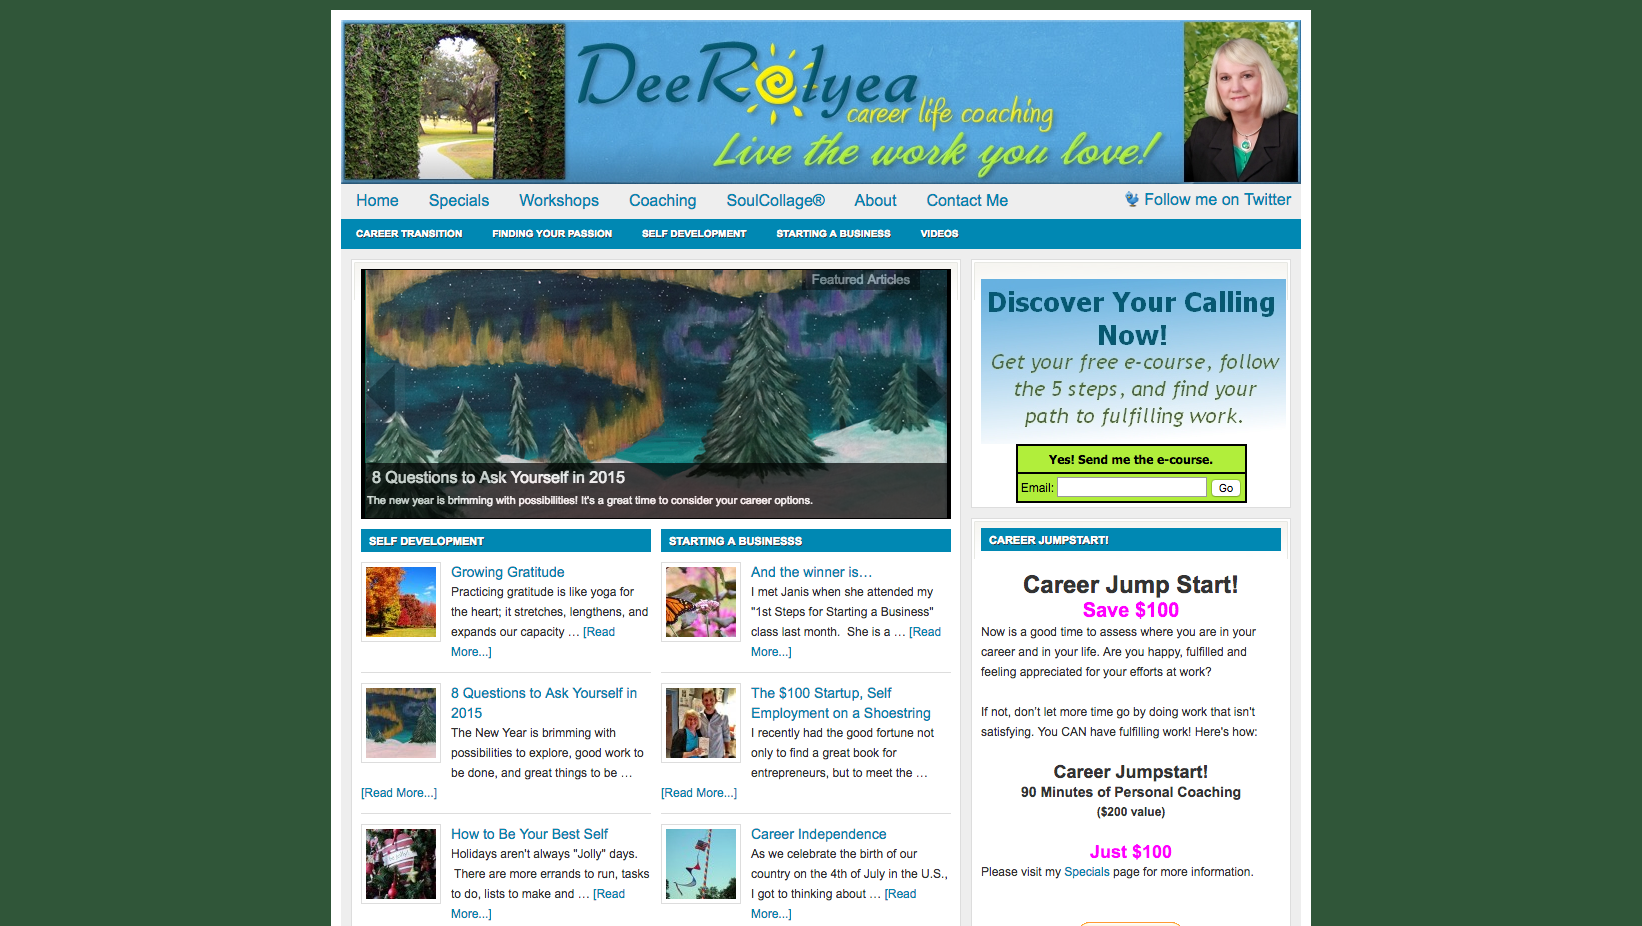 DeeRolyea
career life coaching
Live the work you love!
Home Specials Workshops Coaching SoulCollage® About Contact Me Follow me on Twitter
CAREER TRANSITION FINDING YOUR PASSION SELF DEVELOPMENT STARTING A BUSINESS VIDEOS
Featured Articles
8 Questions to Ask Yourself in 2015
The new year is brimming with possibilities! It's a great time to consider your career options.
SELF DEVELOPMENT
Growing Gratitude
Practicing gratitude is like yoga for
the heart; it stretches, lengthens, and
expands our capacity … [Read
More...]
8 Questions to Ask Yourself in
2015
The New Year is brimming with
possibilities to explore, good work to
be done, and great things to be …
[Read More...]
How to Be Your Best Self
Holidays aren't always "Jolly" days.
There are more errands to run, tasks
to do, lists to make and … [Read
More...]
STARTING A BUSINESSS
And the winner is…
I met Janis when she attended my
"1st Steps for Starting a Business"
class last month. She is a … [Read
More...]
The $100 Startup, Self
Employment on a Shoestring
I recently had the good fortune not
only to find a great book for
entrepreneurs, but to meet the …
[Read More...]
Career Independence
As we celebrate the birth of our
country on the 4th of July in the U.S.,
I got to thinking about … [Read
More...]
Discover Your Calling
Now!
Get your free e-course, follow
the 5 steps, and find your
path to fulfilling work.
Yes! Send me the e-course.
Email: Go
CAREER JUMPSTART!
Career Jump Start!
Save $100
Now is a good time to assess where you are in your
career and in your life. Are you happy, fulfilled and
feeling appreciated for your efforts at work?
If not, don't let more time go by doing work that isn't
satisfying. You CAN have fulfilling work! Here's how:
Career Jumpstart!
90 Minutes of Personal Coaching
($200 value)
Just $100
Please visit my Specials page for more information.